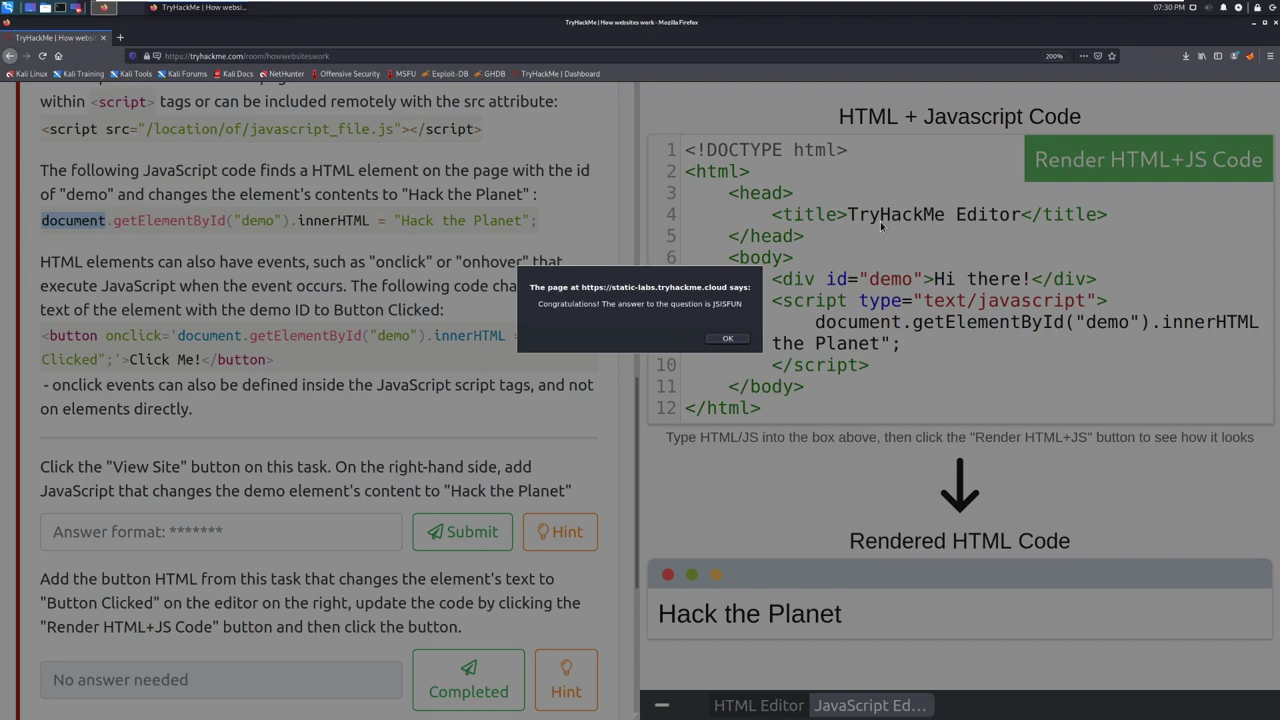 07:30 PM
TryHackMe | How websi...
TryHackMe | How websites work - Mozilla Firefox
TryHackMe | How websit
https://tryhackme.com/room/howwebsiteswork
200%
Kali Linux
Kali Training
Kali Tools
Kali Forums
Kali Docs
NetHunter
Offensive Security
MSFU
Exploit-DB
GHDB
TryHackMe | Dashboard
within <script> tags or can be included remotely with the src attribute:
<script src="/location/of/javascript_file.js"></script>
The following JavaScript code finds a HTML element on the page with the id
of "demo" and changes the element's contents to "Hack the Planet" :
document.getElementById("demo").innerHTML = "Hack the Planet";
HTML elements can also have events, such as "onclick" or "onhover" that
execute JavaScript when the event occurs. The following code cha
text of the element with the demo ID to Button Clicked:
<button onclick='document.getElementById("demo").innerHTML =
Clicked";'>Click Me!</button>
- onclick events can also be defined inside the JavaScript script tags, and not
on elements directly.
Click the "View Site" button on this task. On the right-hand side, add
JavaScript that changes the demo element's content to "Hack the Planet"
Answer format: *******
Submit
Hint
Add the button HTML from this task that changes the element's text to
"Button Clicked" on the editor on the right, update the code by clicking the
"Render HTML+JS Code" button and then click the button.
No answer needed
Completed
Hint
The page at https://static-labs.tryhackme.cloud says:
Congratulations! The answer to the question is JSISFUN
OK
HTML + Javascript Code
Render HTML+JS Code
1 <!DOCTYPE html>
2 <html>
3 <head>
4 <title>TryHackMe Editor</title>
5 </head>
6 <body>
<div id="demo">Hi there!</div>
<script type="text/javascript">
document.getElementById("demo").innerHTML
the Planet";
10 </script>
11 </body>
12 </html>
Type HTML/JS into the box above, then click the "Render HTML+JS" button to see how it looks
Rendered HTML Code
Hack the Planet
HTML Editor
JavaScript Ed...